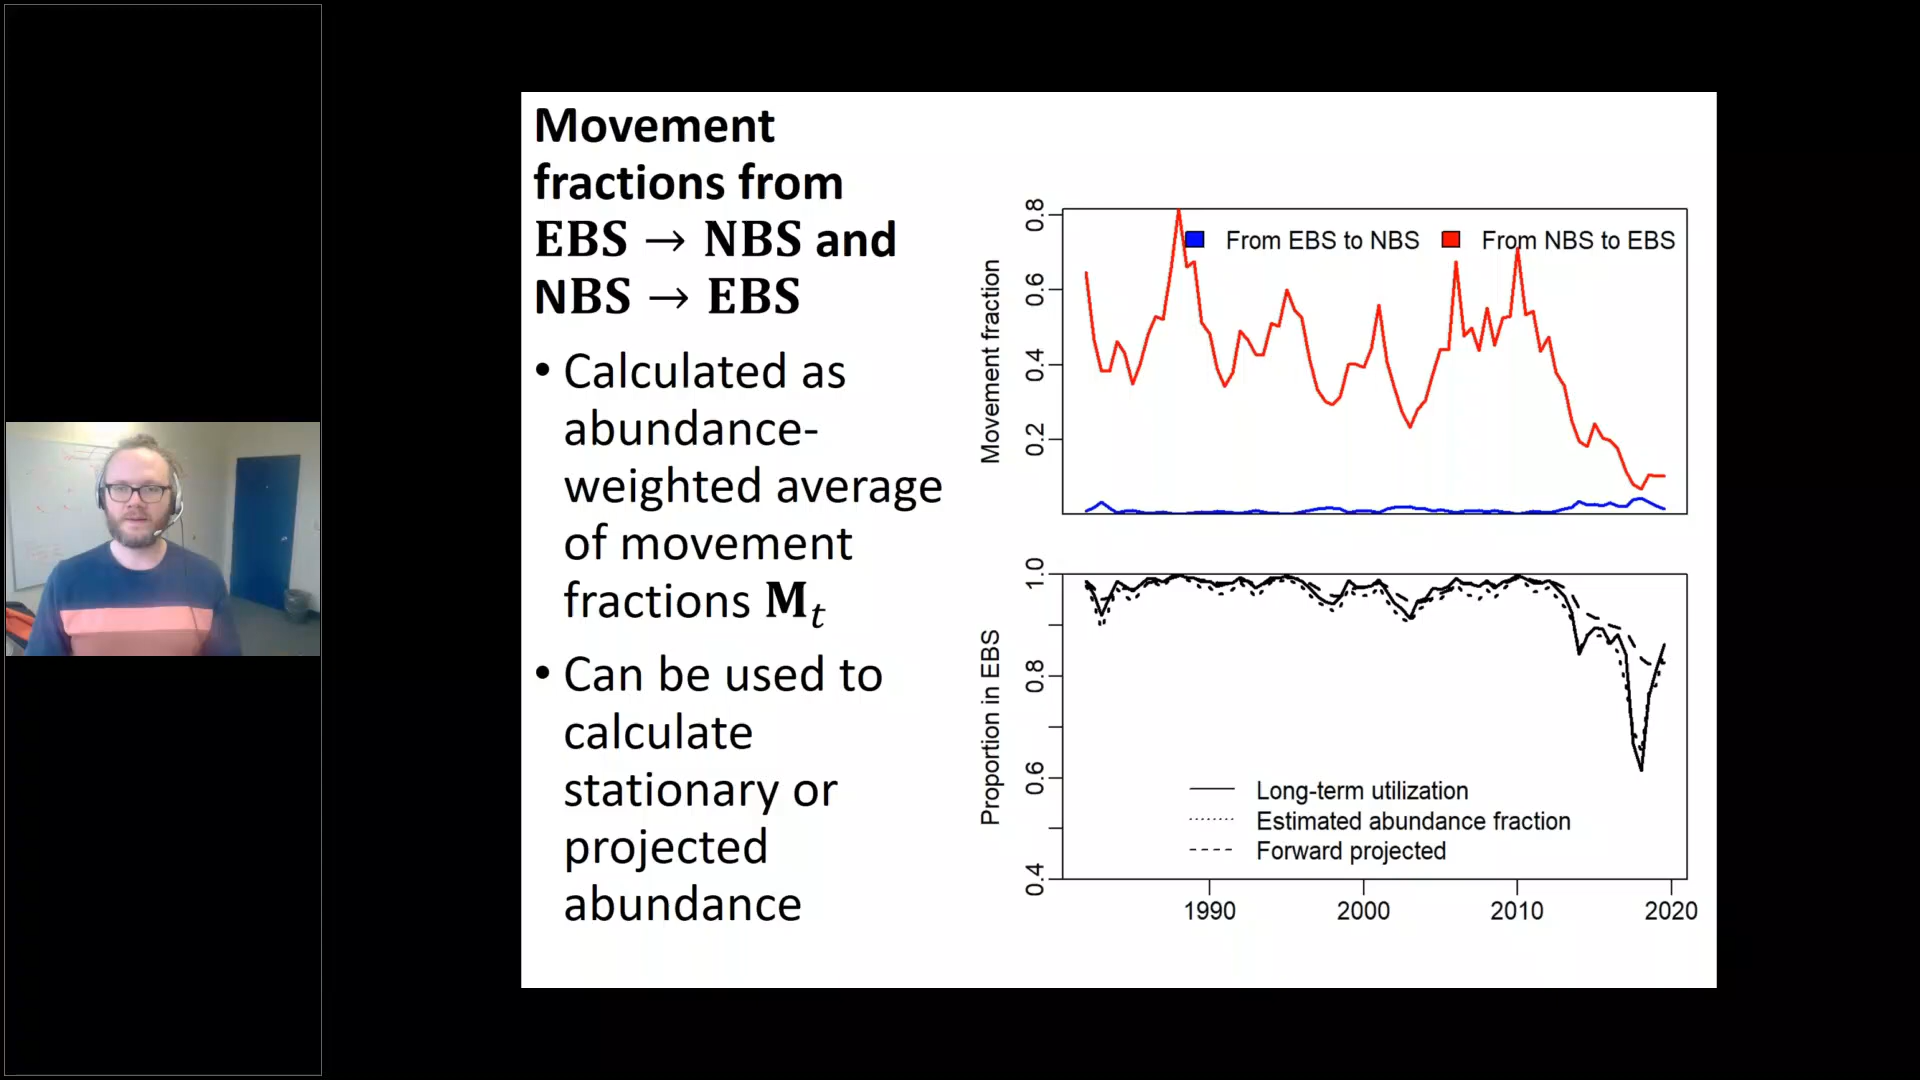 Movement
fractions from
EBS → NBS and
NBS → EBS
• Calculated as
abundance-
weighted average
of movement
fractions Mₜ
• Can be used to
calculate
stationary or
projected
abundance
Movement fraction
0.8
0.6
0.4
0.2
From EBS to NBS
From NBS to EBS
Proportion in EBS
1.0
0.8
0.6
0.4
Long-term utilization
Estimated abundance fraction
Forward projected
1990 2000 2010 2020